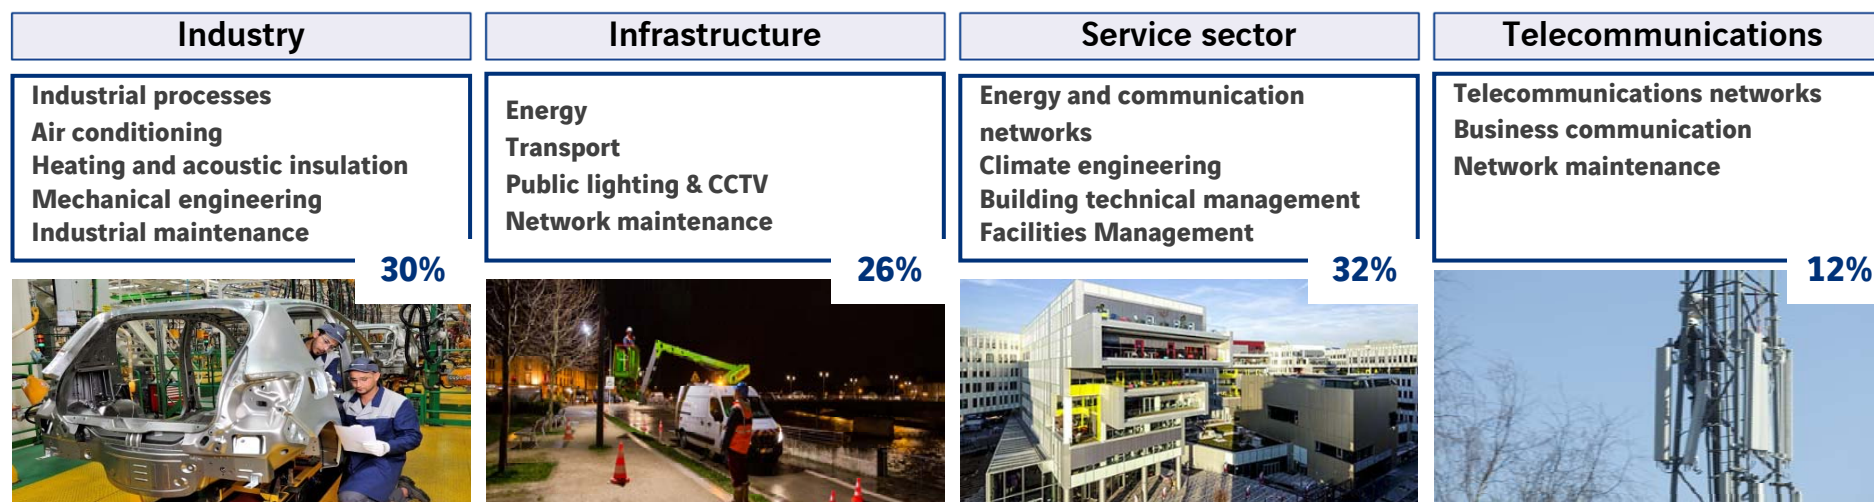 Industry
Industrial processes
Air conditioning
Heating and acoustic insulation
Mechanical engineering
Industrial maintenance
30%
Infrastructure
Energy
Transport
Public lighting & CCTV
Network maintenance
26%
Service sector
Energy and communication
networks
Climate engineering
Building technical management
Facilities Management
32%
Telecommunications
Telecommunications networks
Business communication
Network maintenance
12%